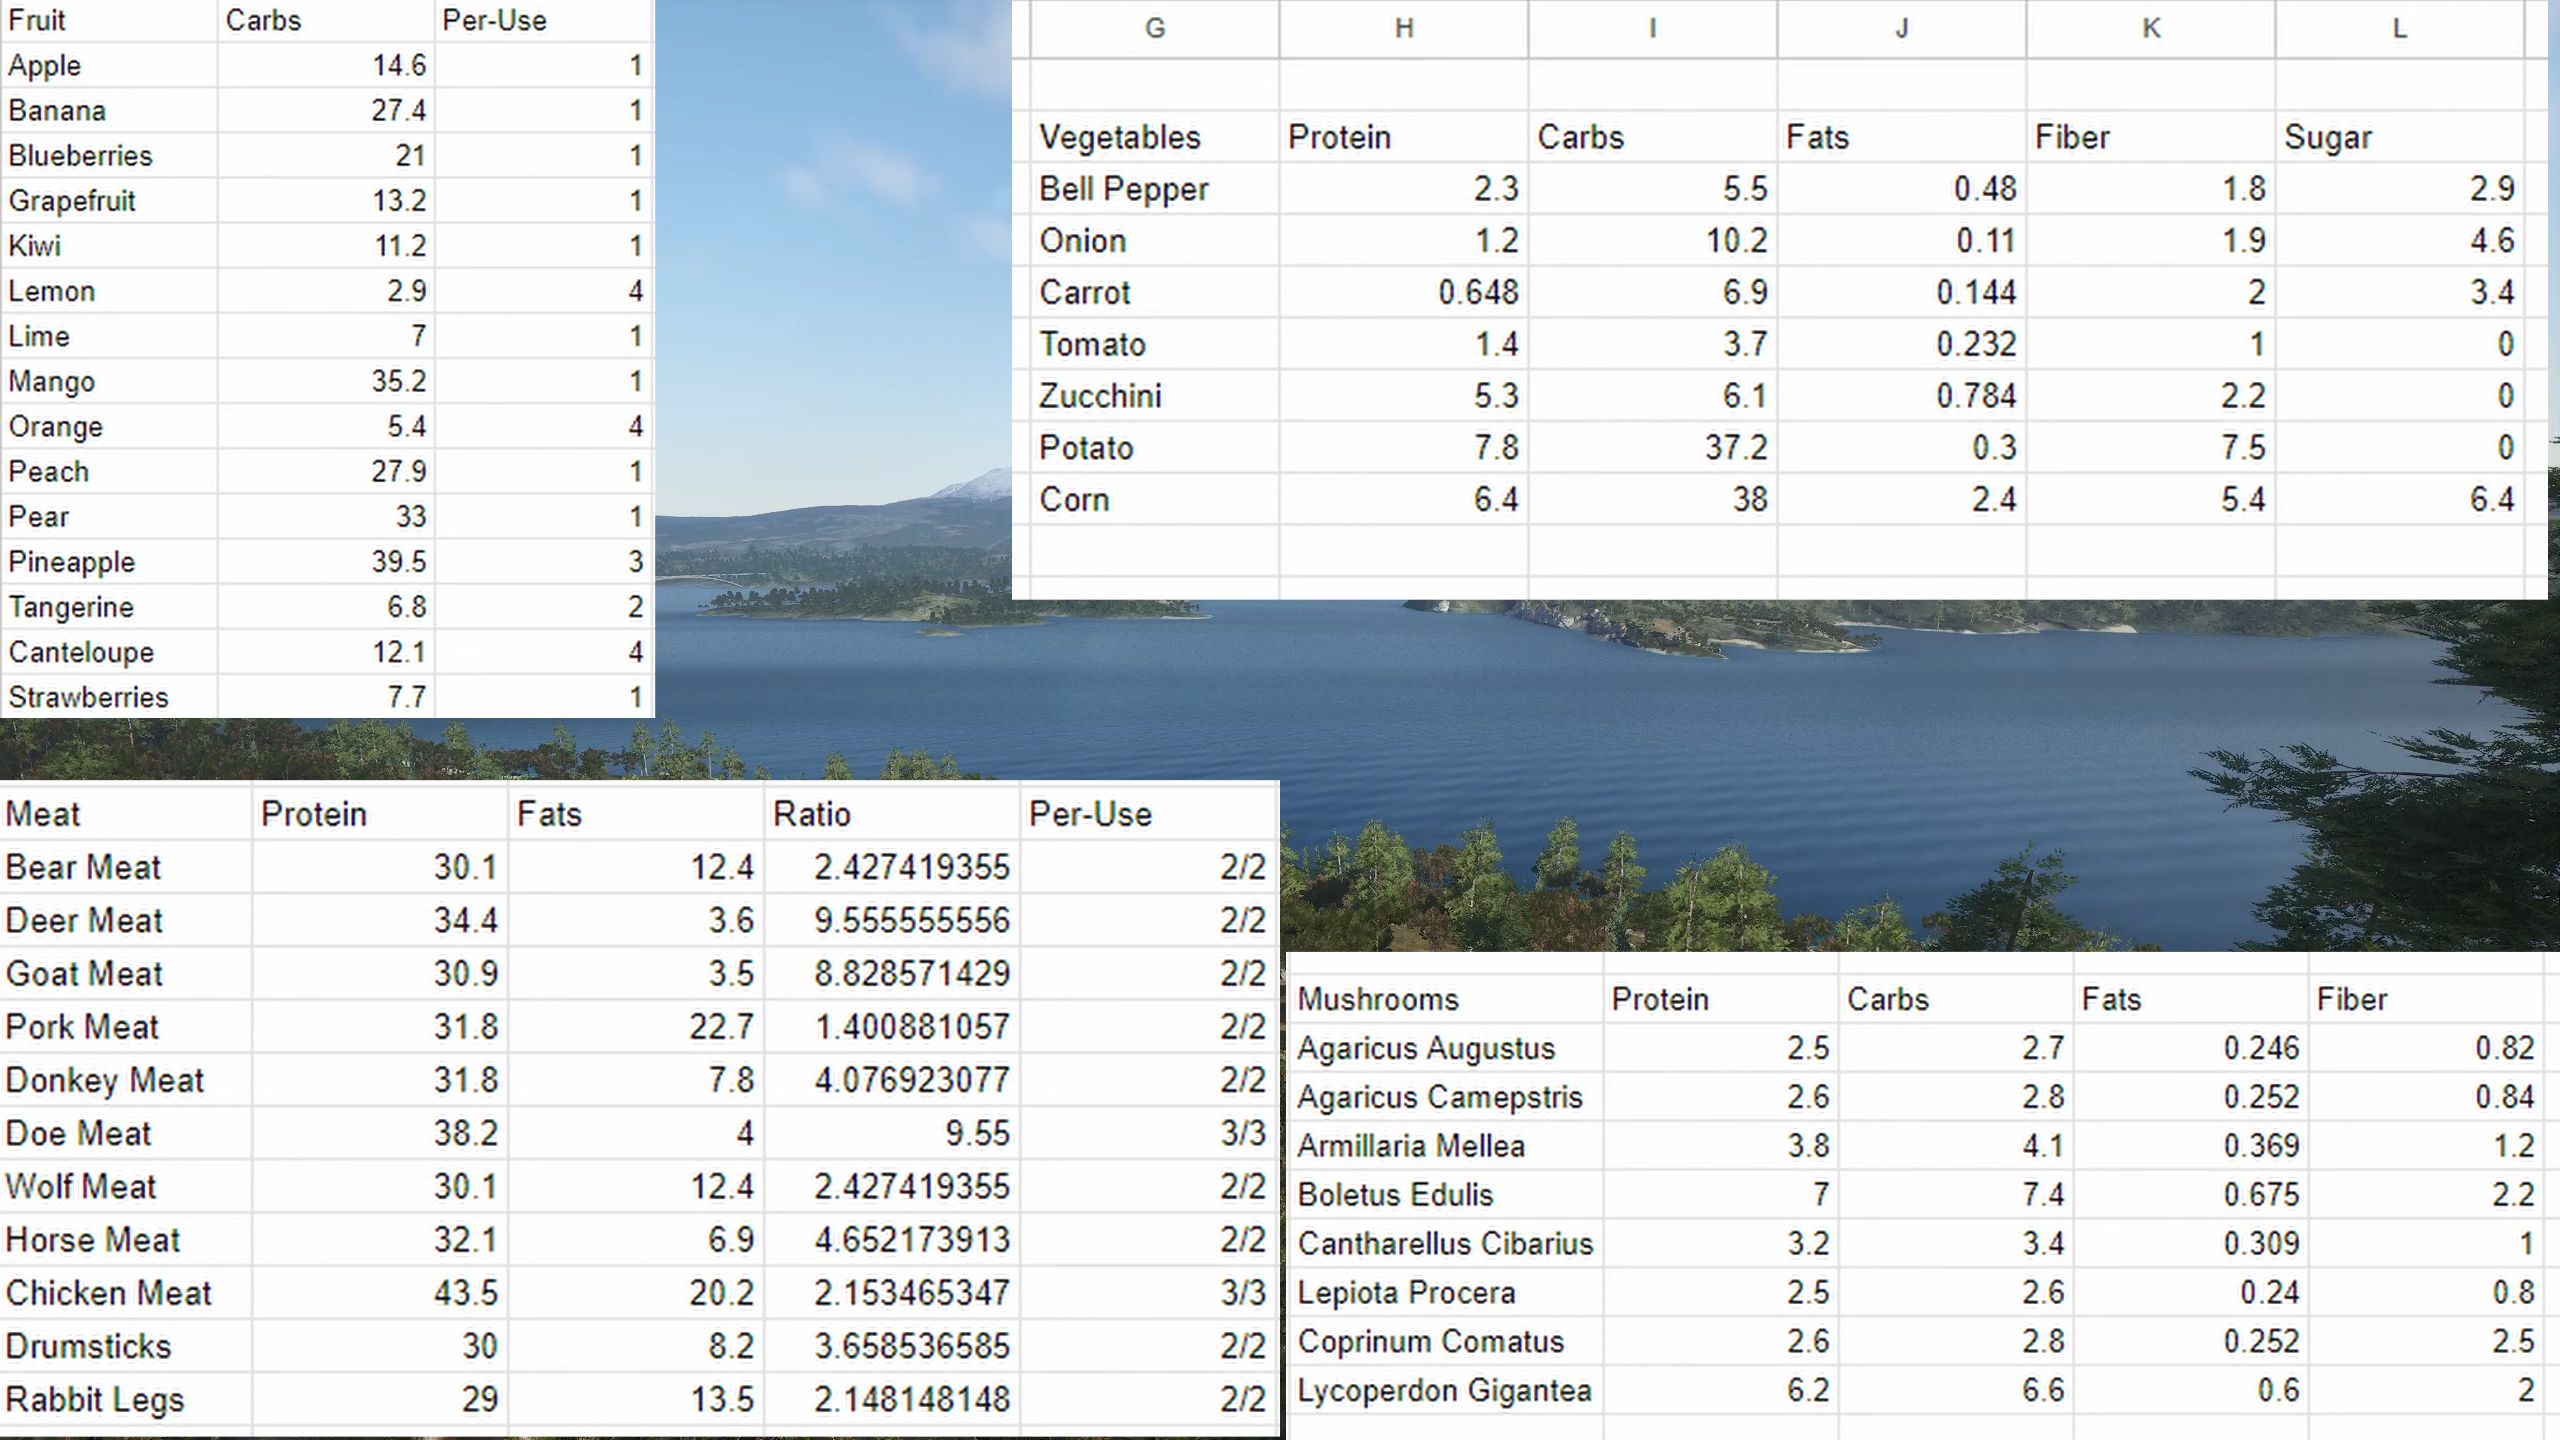 Fruit Carbs Per-Use
Apple 14.6 1
Banana 27.4 1
Blueberries 21 1
Grapefruit 13.2 1
Kiwi 11.2 1
Lemon 2.9 4
Lime 7 1
Mango 35.2 1
Orange 5.4 4
Peach 27.9 1
Pear 33 1
Pineapple 39.5 3
Tangerine 6.8 2
Canteloupe 12.1 4
Strawberries 7.7 1
G H I J K L
Vegetables Protein Carbs Fats Fiber Sugar
Bell Pepper 2.3 5.5 0.48 1.8 2.9
Onion 1.2 10.2 0.11 1.9 4.6
Carrot 0.648 6.9 0.144 2 3.4
Tomato 1.4 3.7 0.232 1 0
Zucchini 5.3 6.1 0.784 2.2 0
Potato 7.8 37.2 0.3 7.5 0
Corn 6.4 38 2.4 5.4 6.4
Meat Protein Fats Ratio Per-Use
Bear Meat 30.1 12.4 2.427419355 2/2
Deer Meat 34.4 3.6 9.555555556 2/2
Goat Meat 30.9 3.5 8.828571429 2/2
Pork Meat 31.8 22.7 1.400881057 2/2
Donkey Meat 31.8 7.8 4.076923077 2/2
Doe Meat 38.2 4 9.55 3/3
Wolf Meat 30.1 12.4 2.427419355 2/2
Horse Meat 32.1 6.9 4.652173913 2/2
Chicken Meat 43.5 20.2 2.153465347 3/3
Drumsticks 30 8.2 3.658536585 2/2
Rabbit Legs 29 13.5 2.148148148 2/2
Mushrooms Protein Carbs Fats Fiber
Agaricus Augustus 2.5 2.7 0.246 0.82
Agaricus Camepstris 2.6 2.8 0.252 0.84
Armillaria Mellea 3.8 4.1 0.369 1.2
Boletus Edulis 7 7.4 0.675 2.2
Cantharellus Cibarius 3.2 3.4 0.309 1
Lepiota Procera 2.5 2.6 0.24 0.8
Coprinum Comatus 2.6 2.8 0.252 2.5
Lycoperdon Gigantea 6.2 6.6 0.6 2